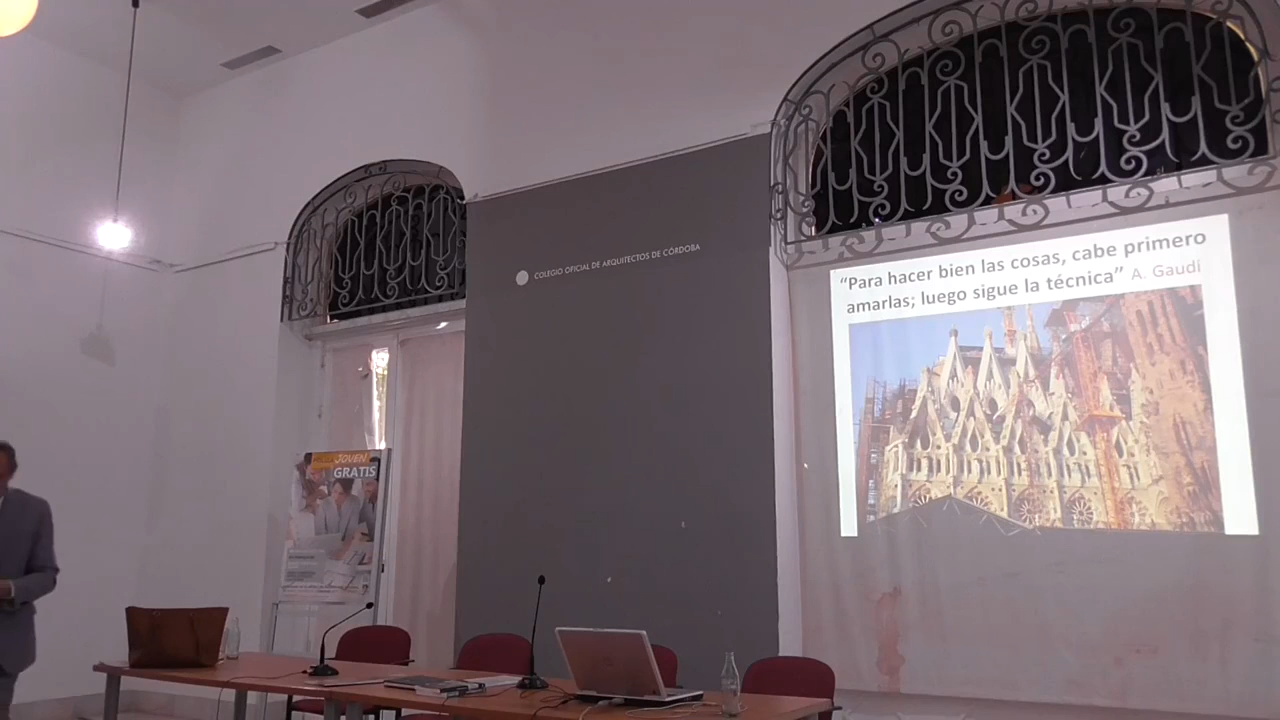 COLEGIO OFICIAL DE ARQUITECTOS DE CÓRDOBA
“Para hacer bien las cosas, cabe primero
amarlas; luego sigue la técnica” A. Gaudí
JOVEN
GRATIS